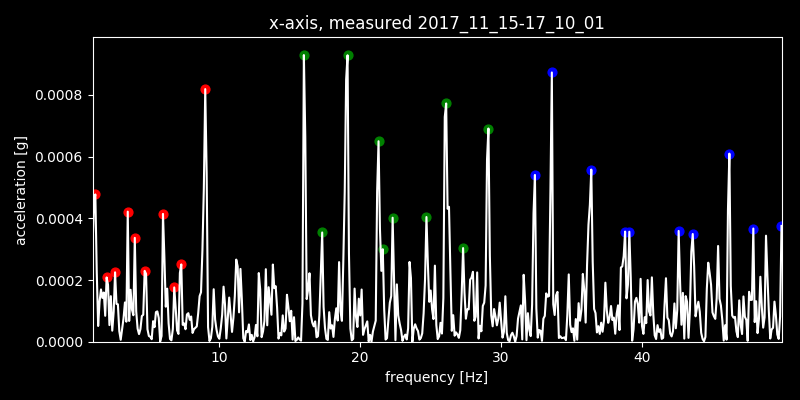 x-axis, measured 2017_11_15-17_10_01
0.0008
0.0006
0.0004
0.0002
0.0000
acceleration [g]
10 20 30 40
frequency [Hz]